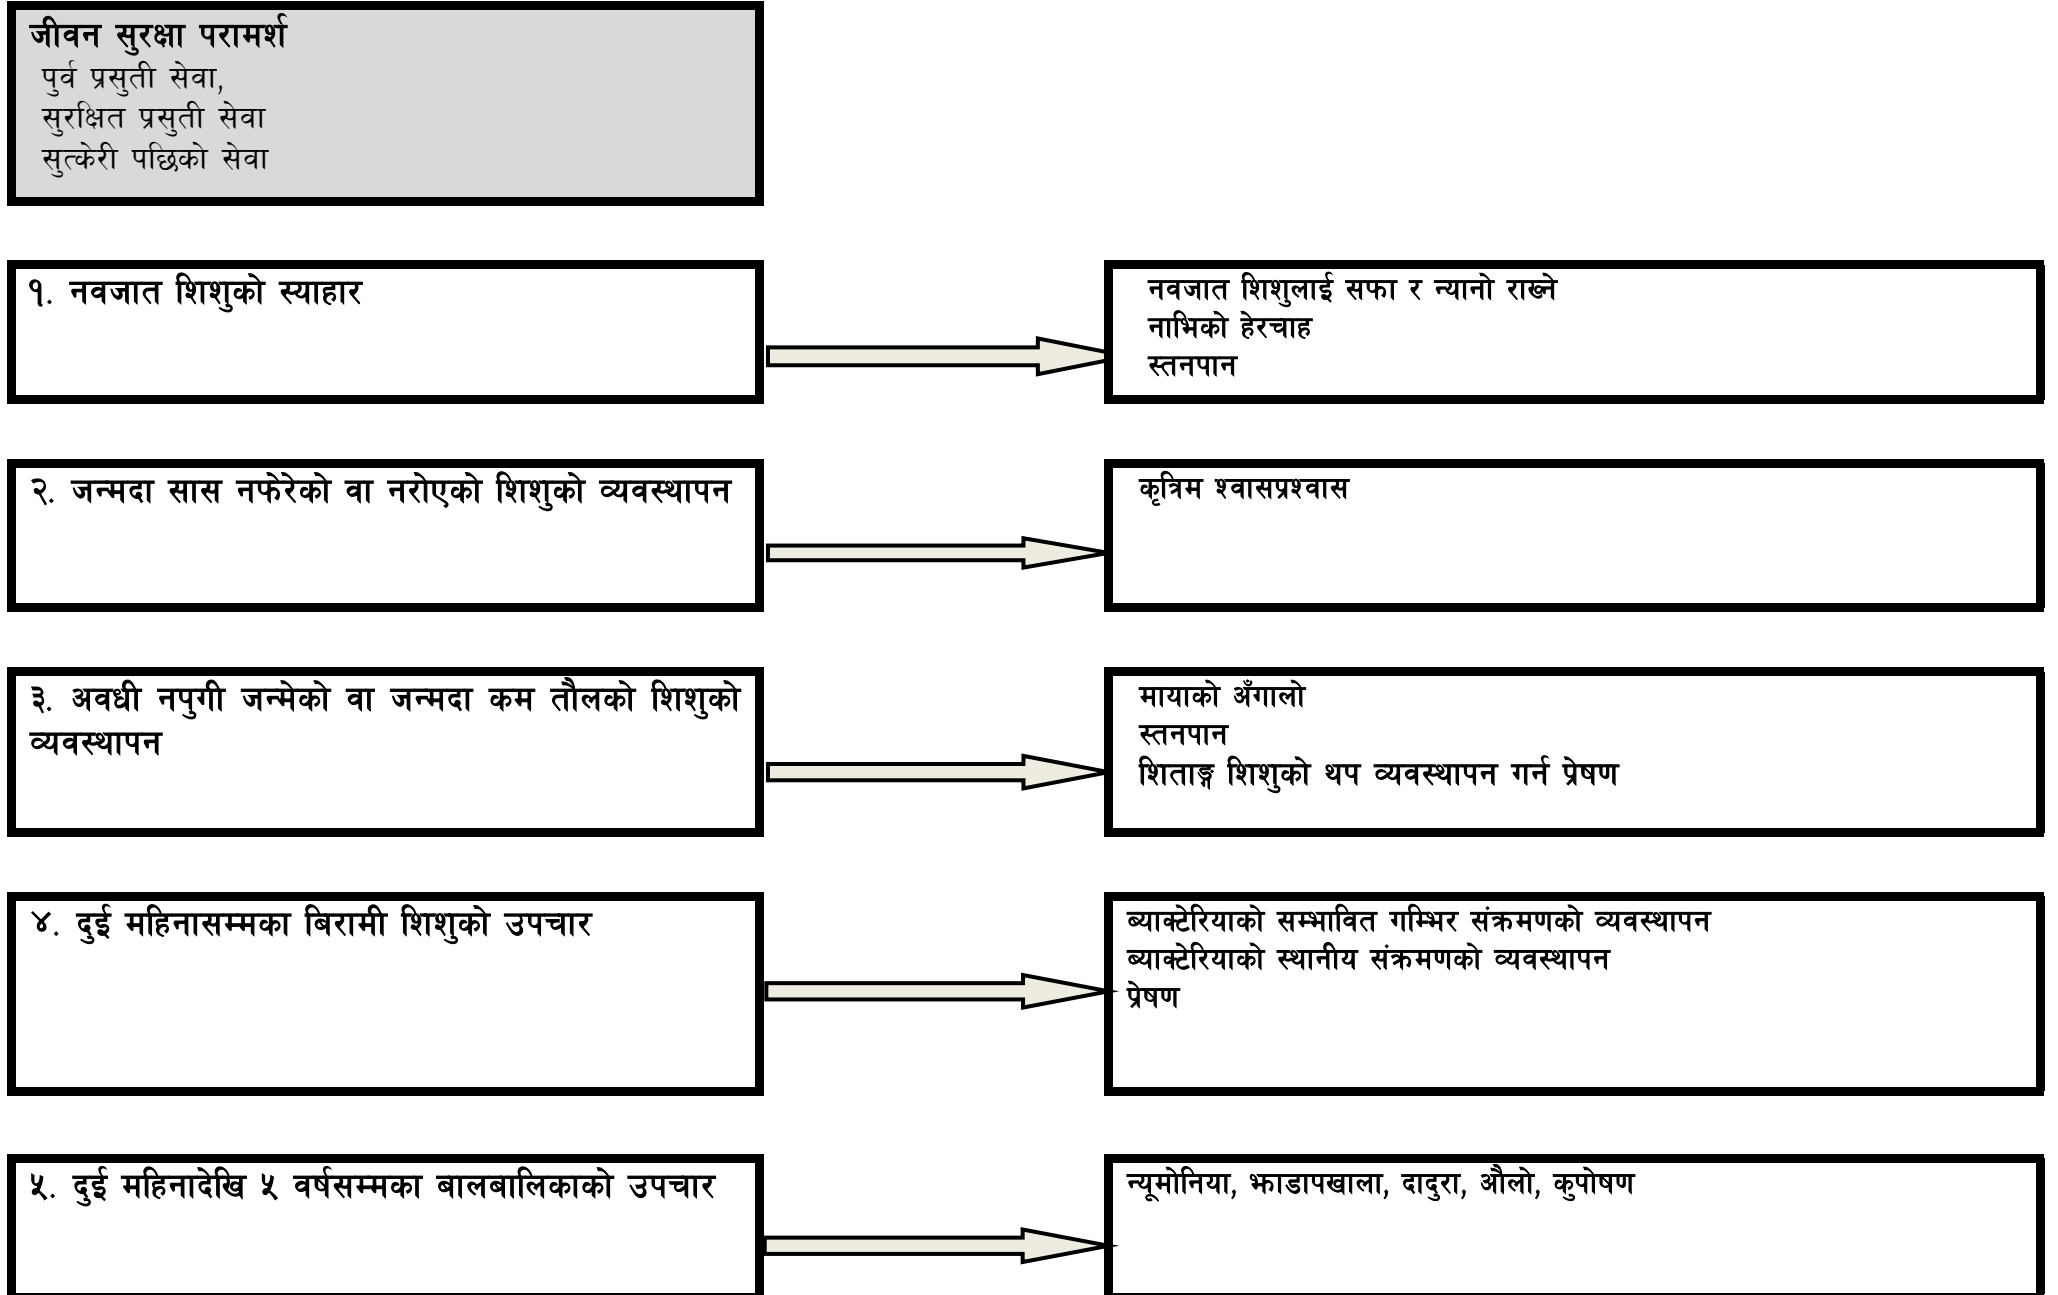 जीवन सुरक्षा परामर्श
पुर्व प्रसुती सेवा,
सुरक्षित प्रसुती सेवा
सुत्केरी पछिको सेवा
१. नवजात शिशुको स्याहार
नवजात शिशुलाई सफा र न्यानो राख्ने
नाभिको हेरचाह
स्तनपान
२. जन्मदा सास नफेरेको वा नरोएको शिशुको व्यवस्थापन
कृत्रिम श्वासप्रश्वास
३. अवधी नपुगी जन्मेको वा जन्मदा कम तौलको शिशुको
व्यवस्थापन
मायाको अँगालो
स्तनपान
शिताङ्ग शिशुको थप व्यवस्थापन गर्न प्रेषण
४. दुई महिनासम्मका बिरामी शिशुको उपचार
ब्याक्टेरियाको सम्भावित गम्भिर संक्रमणको व्यवस्थापन
ब्याक्टेरियाको स्थानीय संक्रमणको व्यवस्थापन
प्रेषण
५. दुई महिनादेखि ५ वर्षसम्मका बालबालिकाको उपचार
न्यूमोनिया, झाडापखाला, दादुरा, औलो, कुपोषण